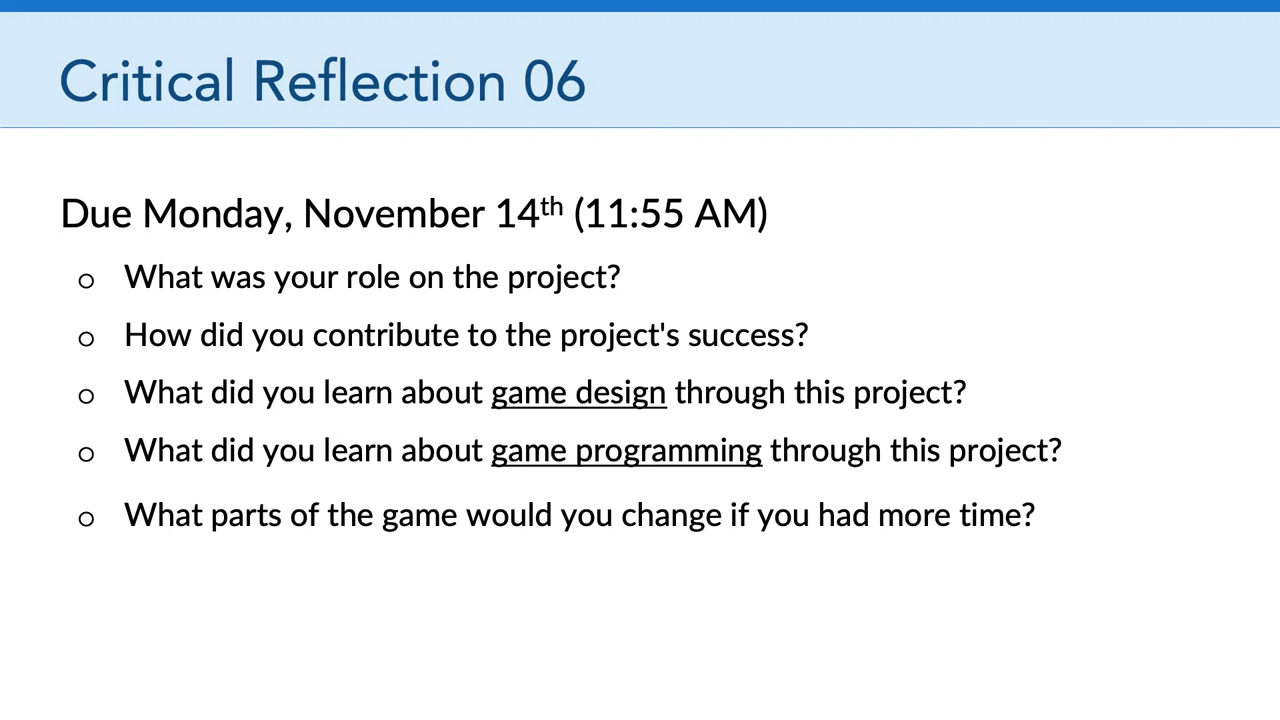 Critical Reflection 06
Due Monday, November 14th (11:55 AM)
o What was your role on the project?
o How did you contribute to the project's success?
o What did you learn about game design through this project?
o What did you learn about game programming through this project?
o What parts of the game would you change if you had more time?